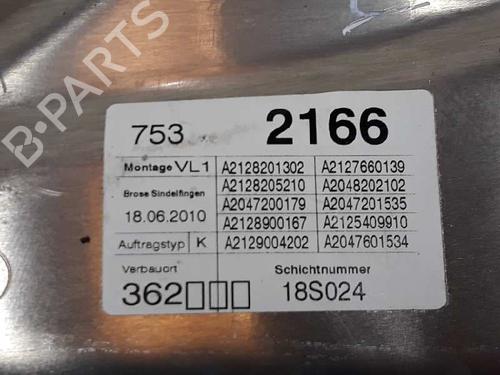 B-PARTS
753 2166
Montage VL1 A2128201302 A2127660139
Brose Sindelfingen A2128205210 A2048202102
18.06.2010 A2047200179 A2047201535
A2128900167 A2125409910
Auftragstyp K A2129004202 A2047601534
Verbauort Schichtnummer
362□□□ 18S024